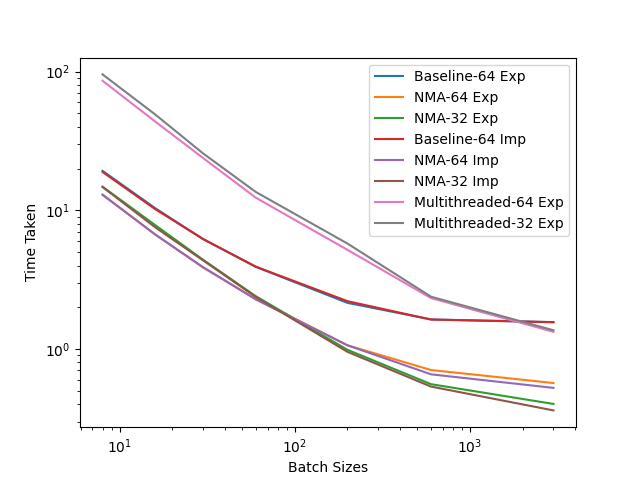 10²
10¹
10⁰
Time Taken
Baseline-64 Exp
NMA-64 Exp
NMA-32 Exp
Baseline-64 Imp
NMA-64 Imp
NMA-32 Imp
Multithreaded-64 Exp
Multithreaded-32 Exp
10¹ 10² 10³
Batch Sizes